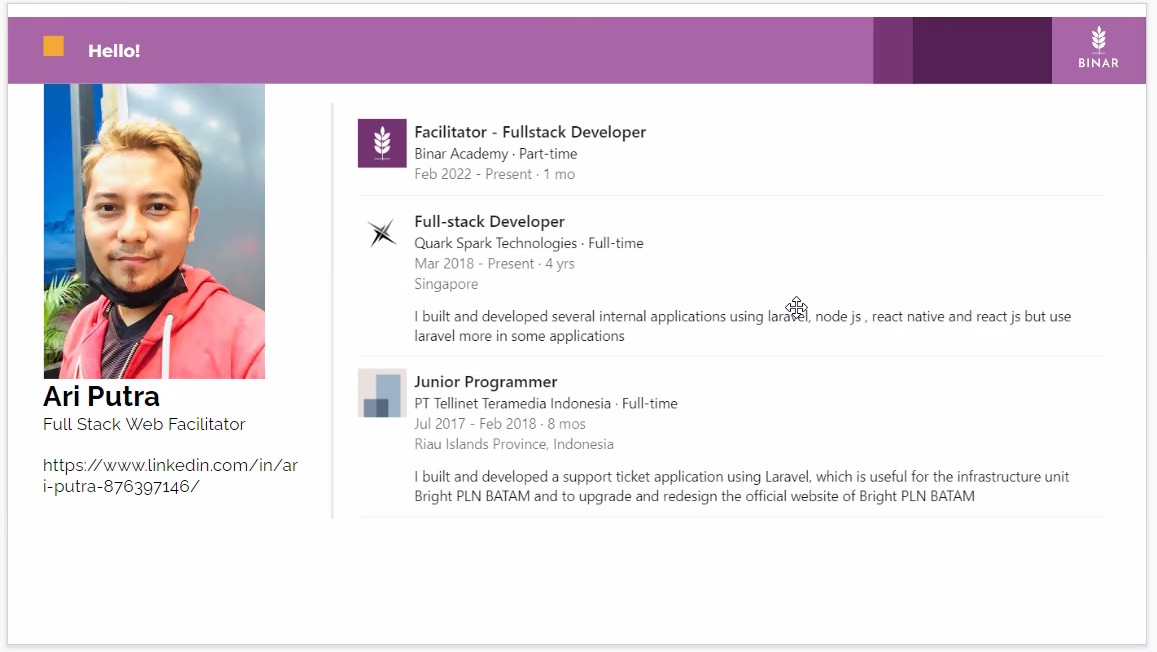 Hello!
BINAR
Ari Putra
Full Stack Web Facilitator
https://www.linkedin.com/in/ar
i-putra-876397146/
Facilitator - Fullstack Developer
Binar Academy · Part-time
Feb 2022 - Present · 1 mo
Full-stack Developer
Quark Spark Technologies · Full-time
Mar 2018 - Present · 4 yrs
Singapore
I built and developed several internal applications using laravel, node js , react native and react js but use
laravel more in some applications
Junior Programmer
PT Tellinet Teramedia Indonesia · Full-time
Jul 2017 - Feb 2018 · 8 mos
Riau Islands Province, Indonesia
I built and developed a support ticket application using Laravel, which is useful for the infrastructure unit
Bright PLN BATAM and to upgrade and redesign the official website of Bright PLN BATAM